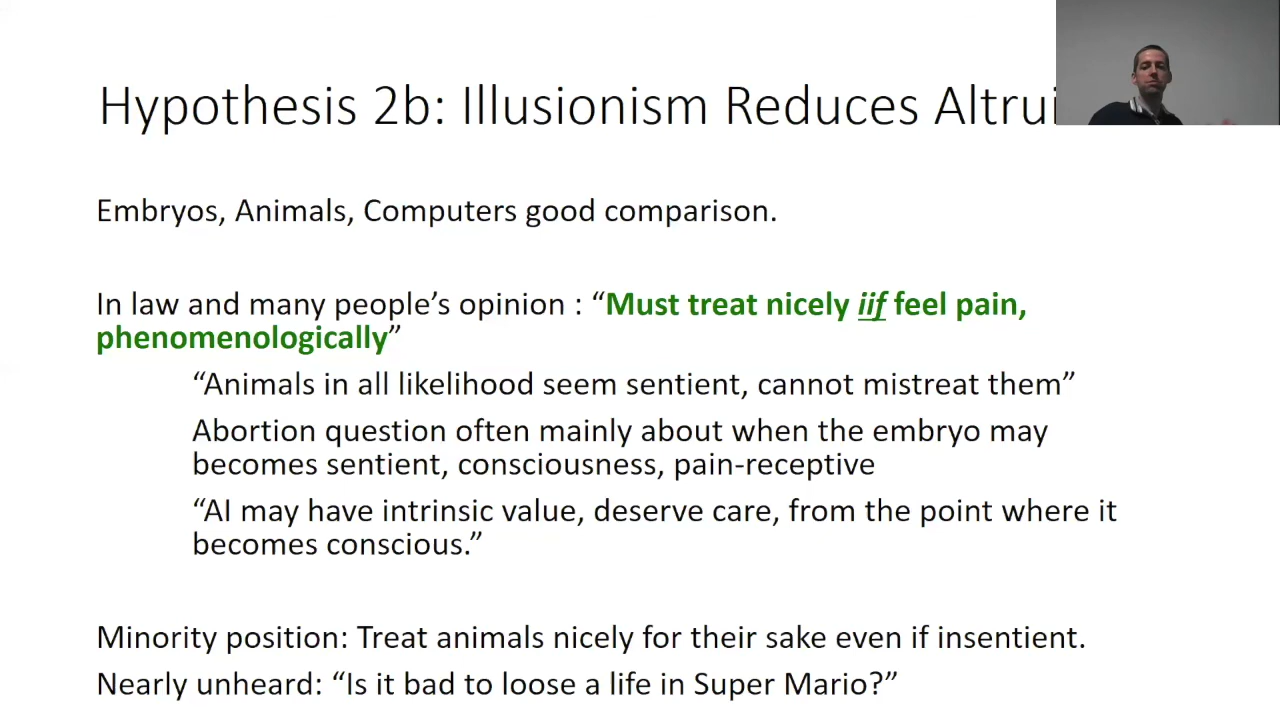 Hypothesis 2b: Illusionism Reduces Altrui
Embryos, Animals, Computers good comparison.
In law and many people’s opinion : “Must treat nicely iif feel pain,
phenomenologically”
“Animals in all likelihood seem sentient, cannot mistreat them”
Abortion question often mainly about when the embryo may
becomes sentient, consciousness, pain-receptive
“AI may have intrinsic value, deserve care, from the point where it
becomes conscious.”
Minority position: Treat animals nicely for their sake even if insentient.
Nearly unheard: “Is it bad to loose a life in Super Mario?”